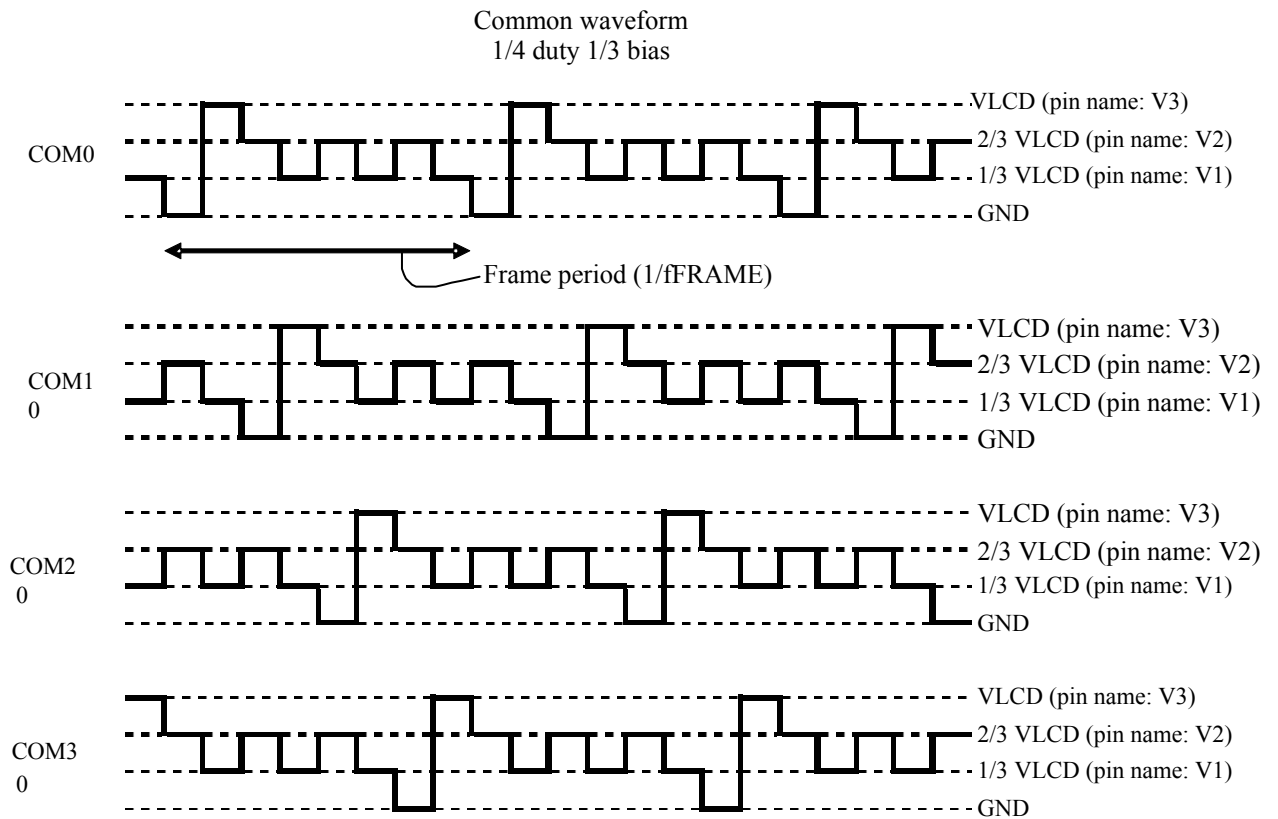 Common waveform
1/4 duty 1/3 bias
VLCD (pin name: V3)
2/3 VLCD (pin name: V2)
COM0
1/3 VLCD (pin name: V1)
GND
Frame period (1/fFRAME)
VLCD (pin name: V3)
2/3 VLCD (pin name: V2)
COM1
0
1/3 VLCD (pin name: V1)
GND
VLCD (pin name: V3)
2/3 VLCD (pin name: V2)
COM2
0
1/3 VLCD (pin name: V1)
GND
VLCD (pin name: V3)
2/3 VLCD (pin name: V2)
COM3
0
1/3 VLCD (pin name: V1)
GND